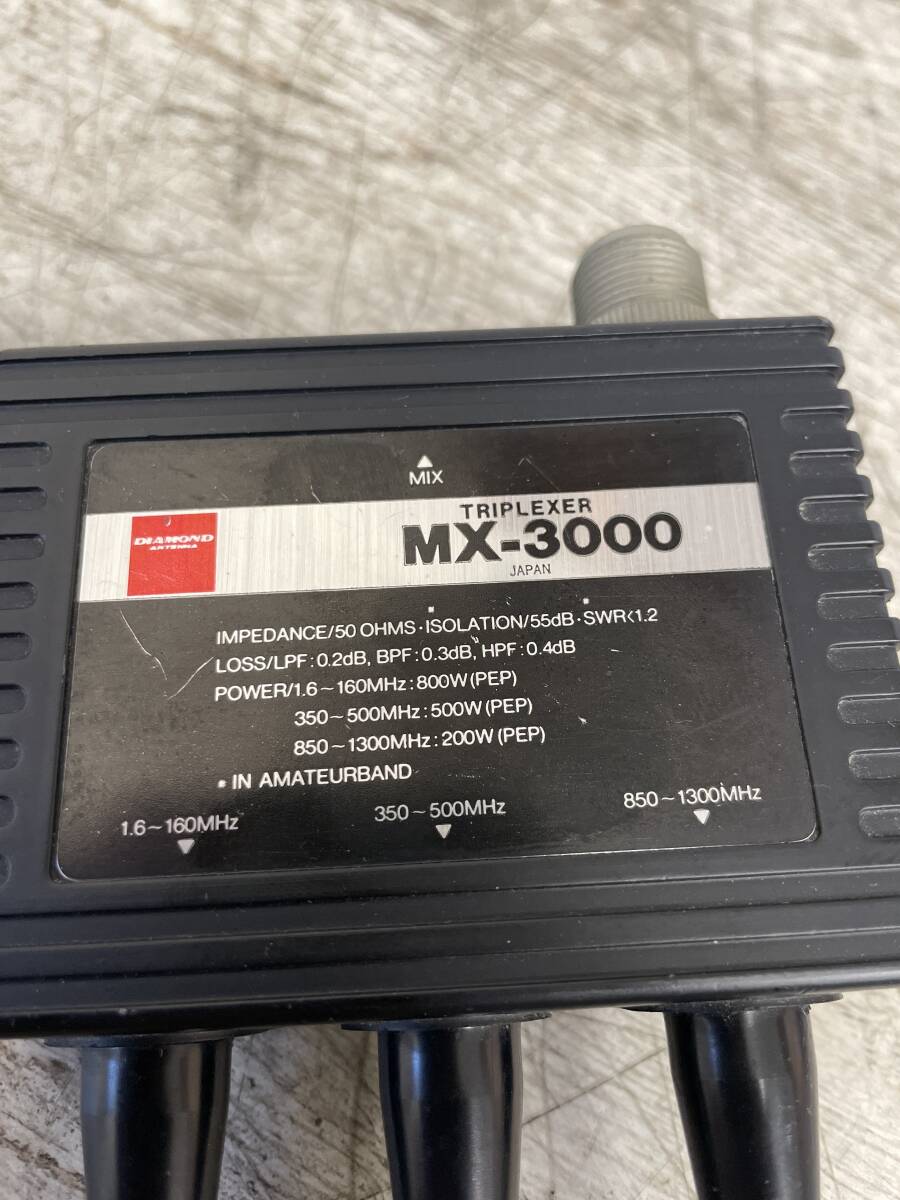 MIX
TRIPLEXER
DIAMOND
ANTENNA
MX-3000
JAPAN
IMPEDANCE/50 OHMS · ISOLATION/55dB · SWR<1.2
LOSS/LPF : 0.2dB, BPF : 0.3dB, HPF : 0.4dB
POWER/1.6~160MHz : 800W (PEP)
350~500MHz : 500W (PEP)
850~1300MHz : 200W (PEP)
• IN AMATEURBAND
1.6~160MHz
350~500MHz
850~1300MHz